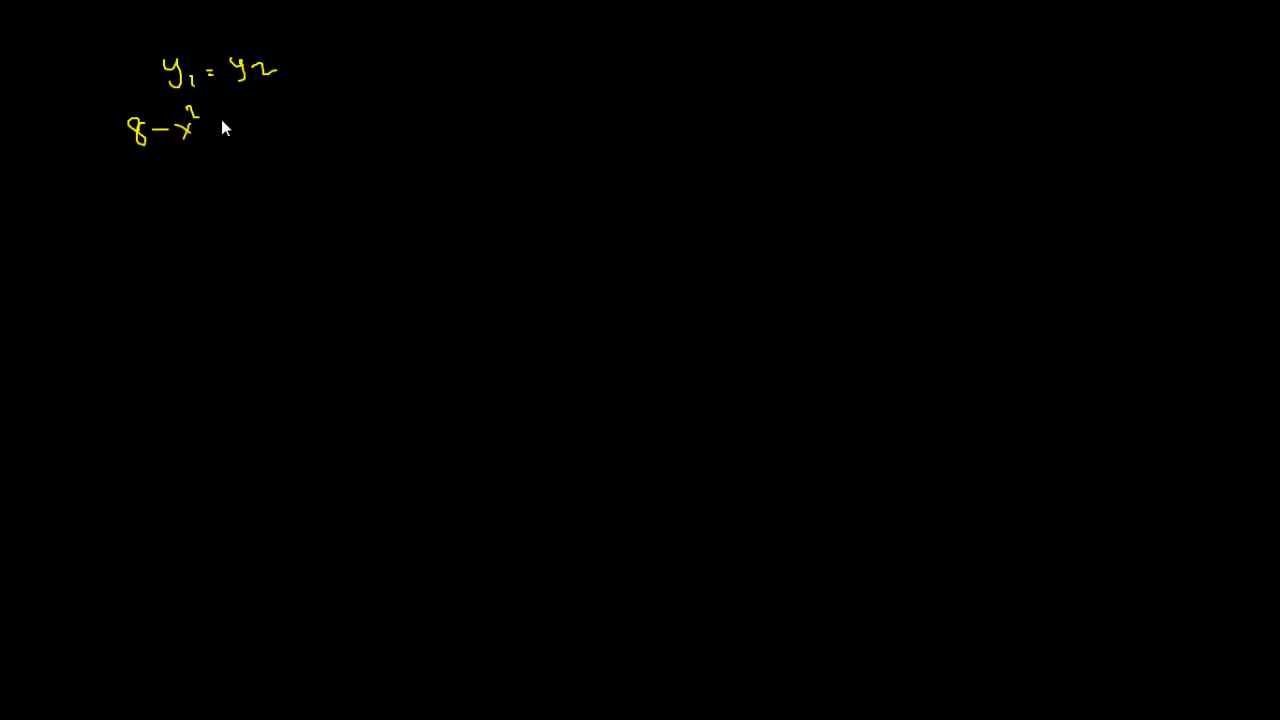 y₁ = y₂
8 - x²